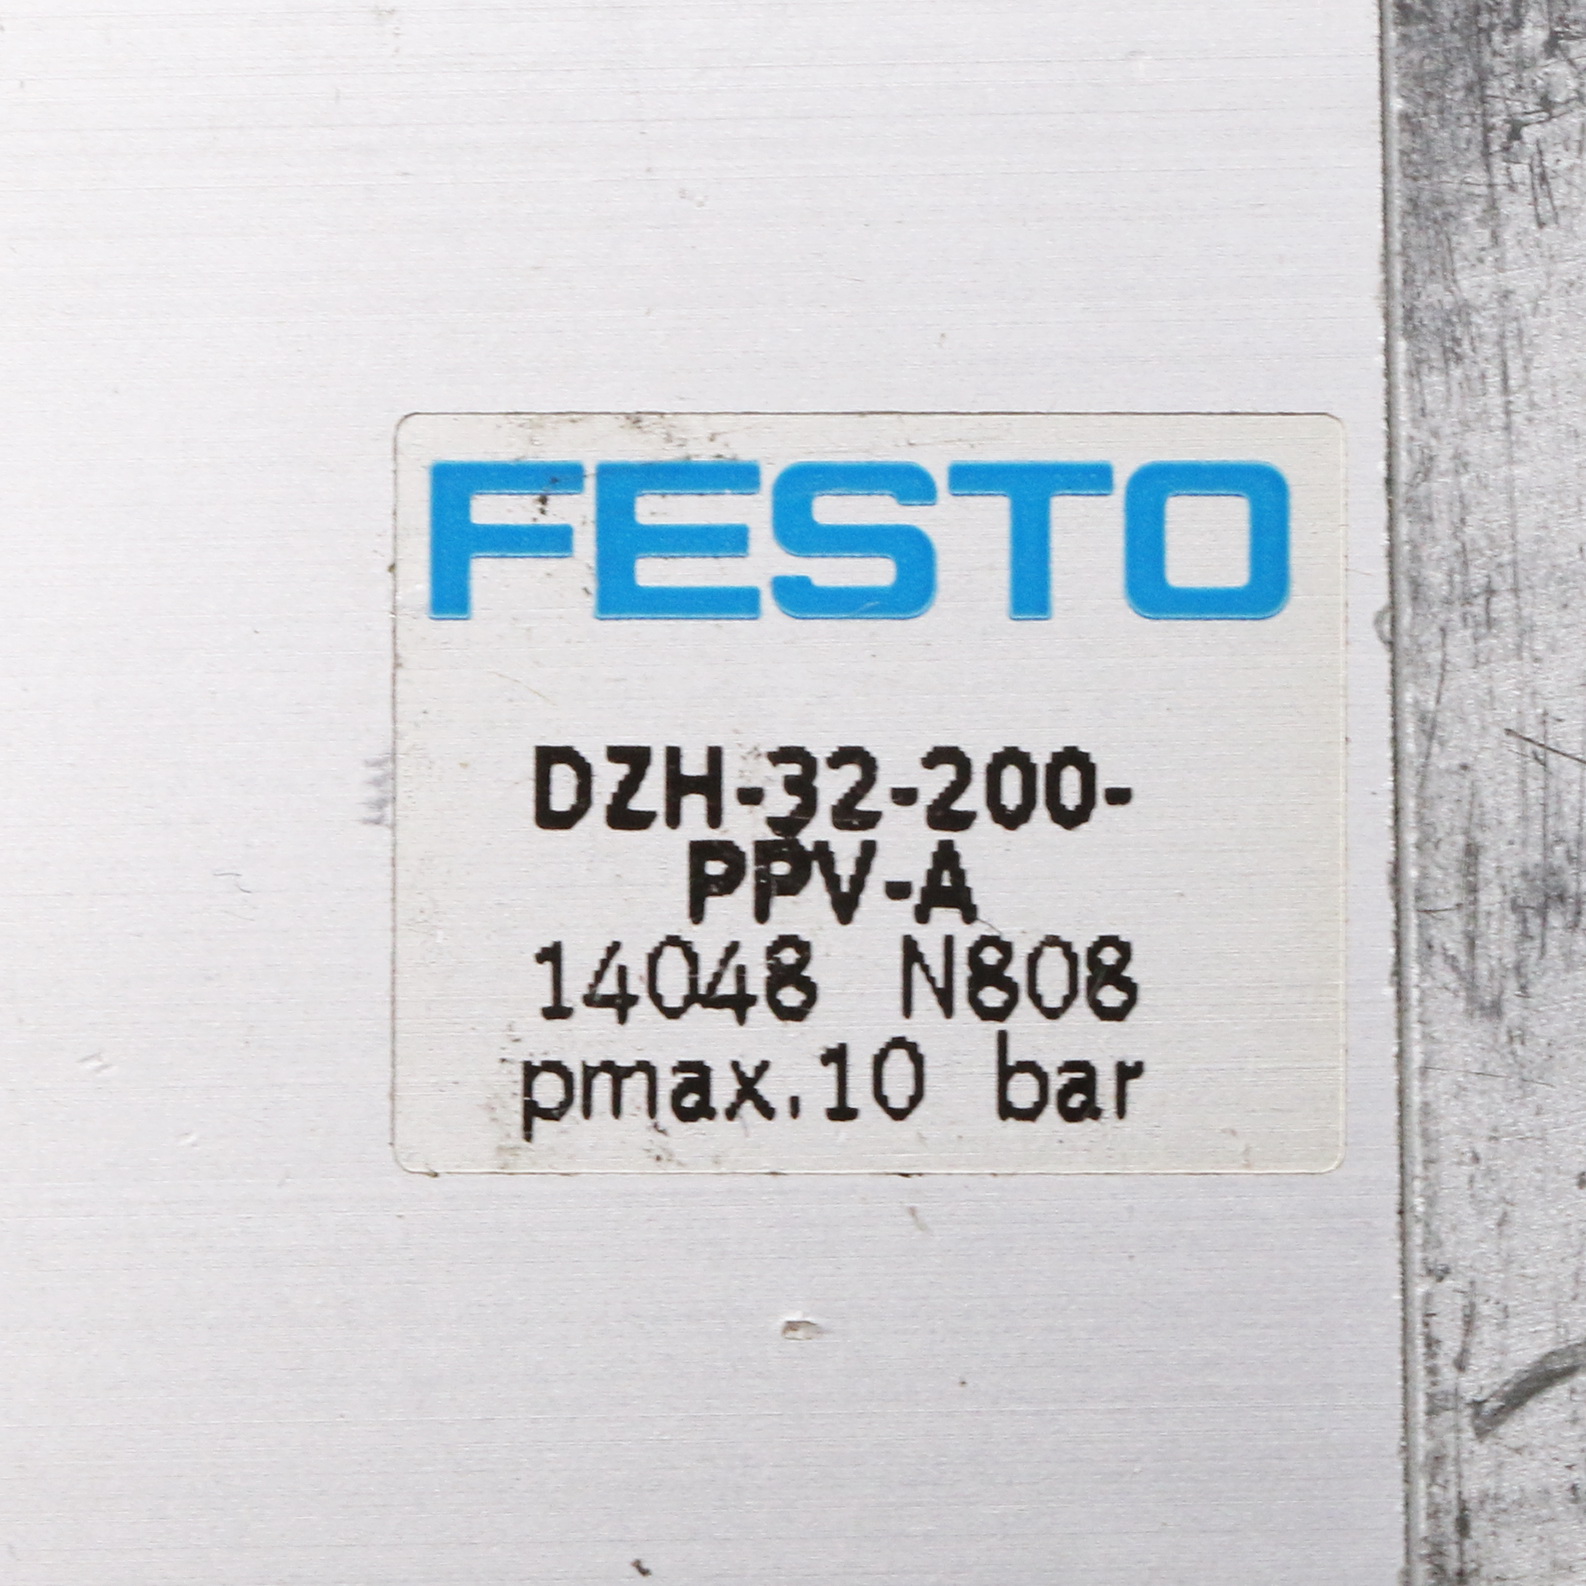 FESTO
DZH-32-200-
PPV-A
14048 N808
pmax.10 bar